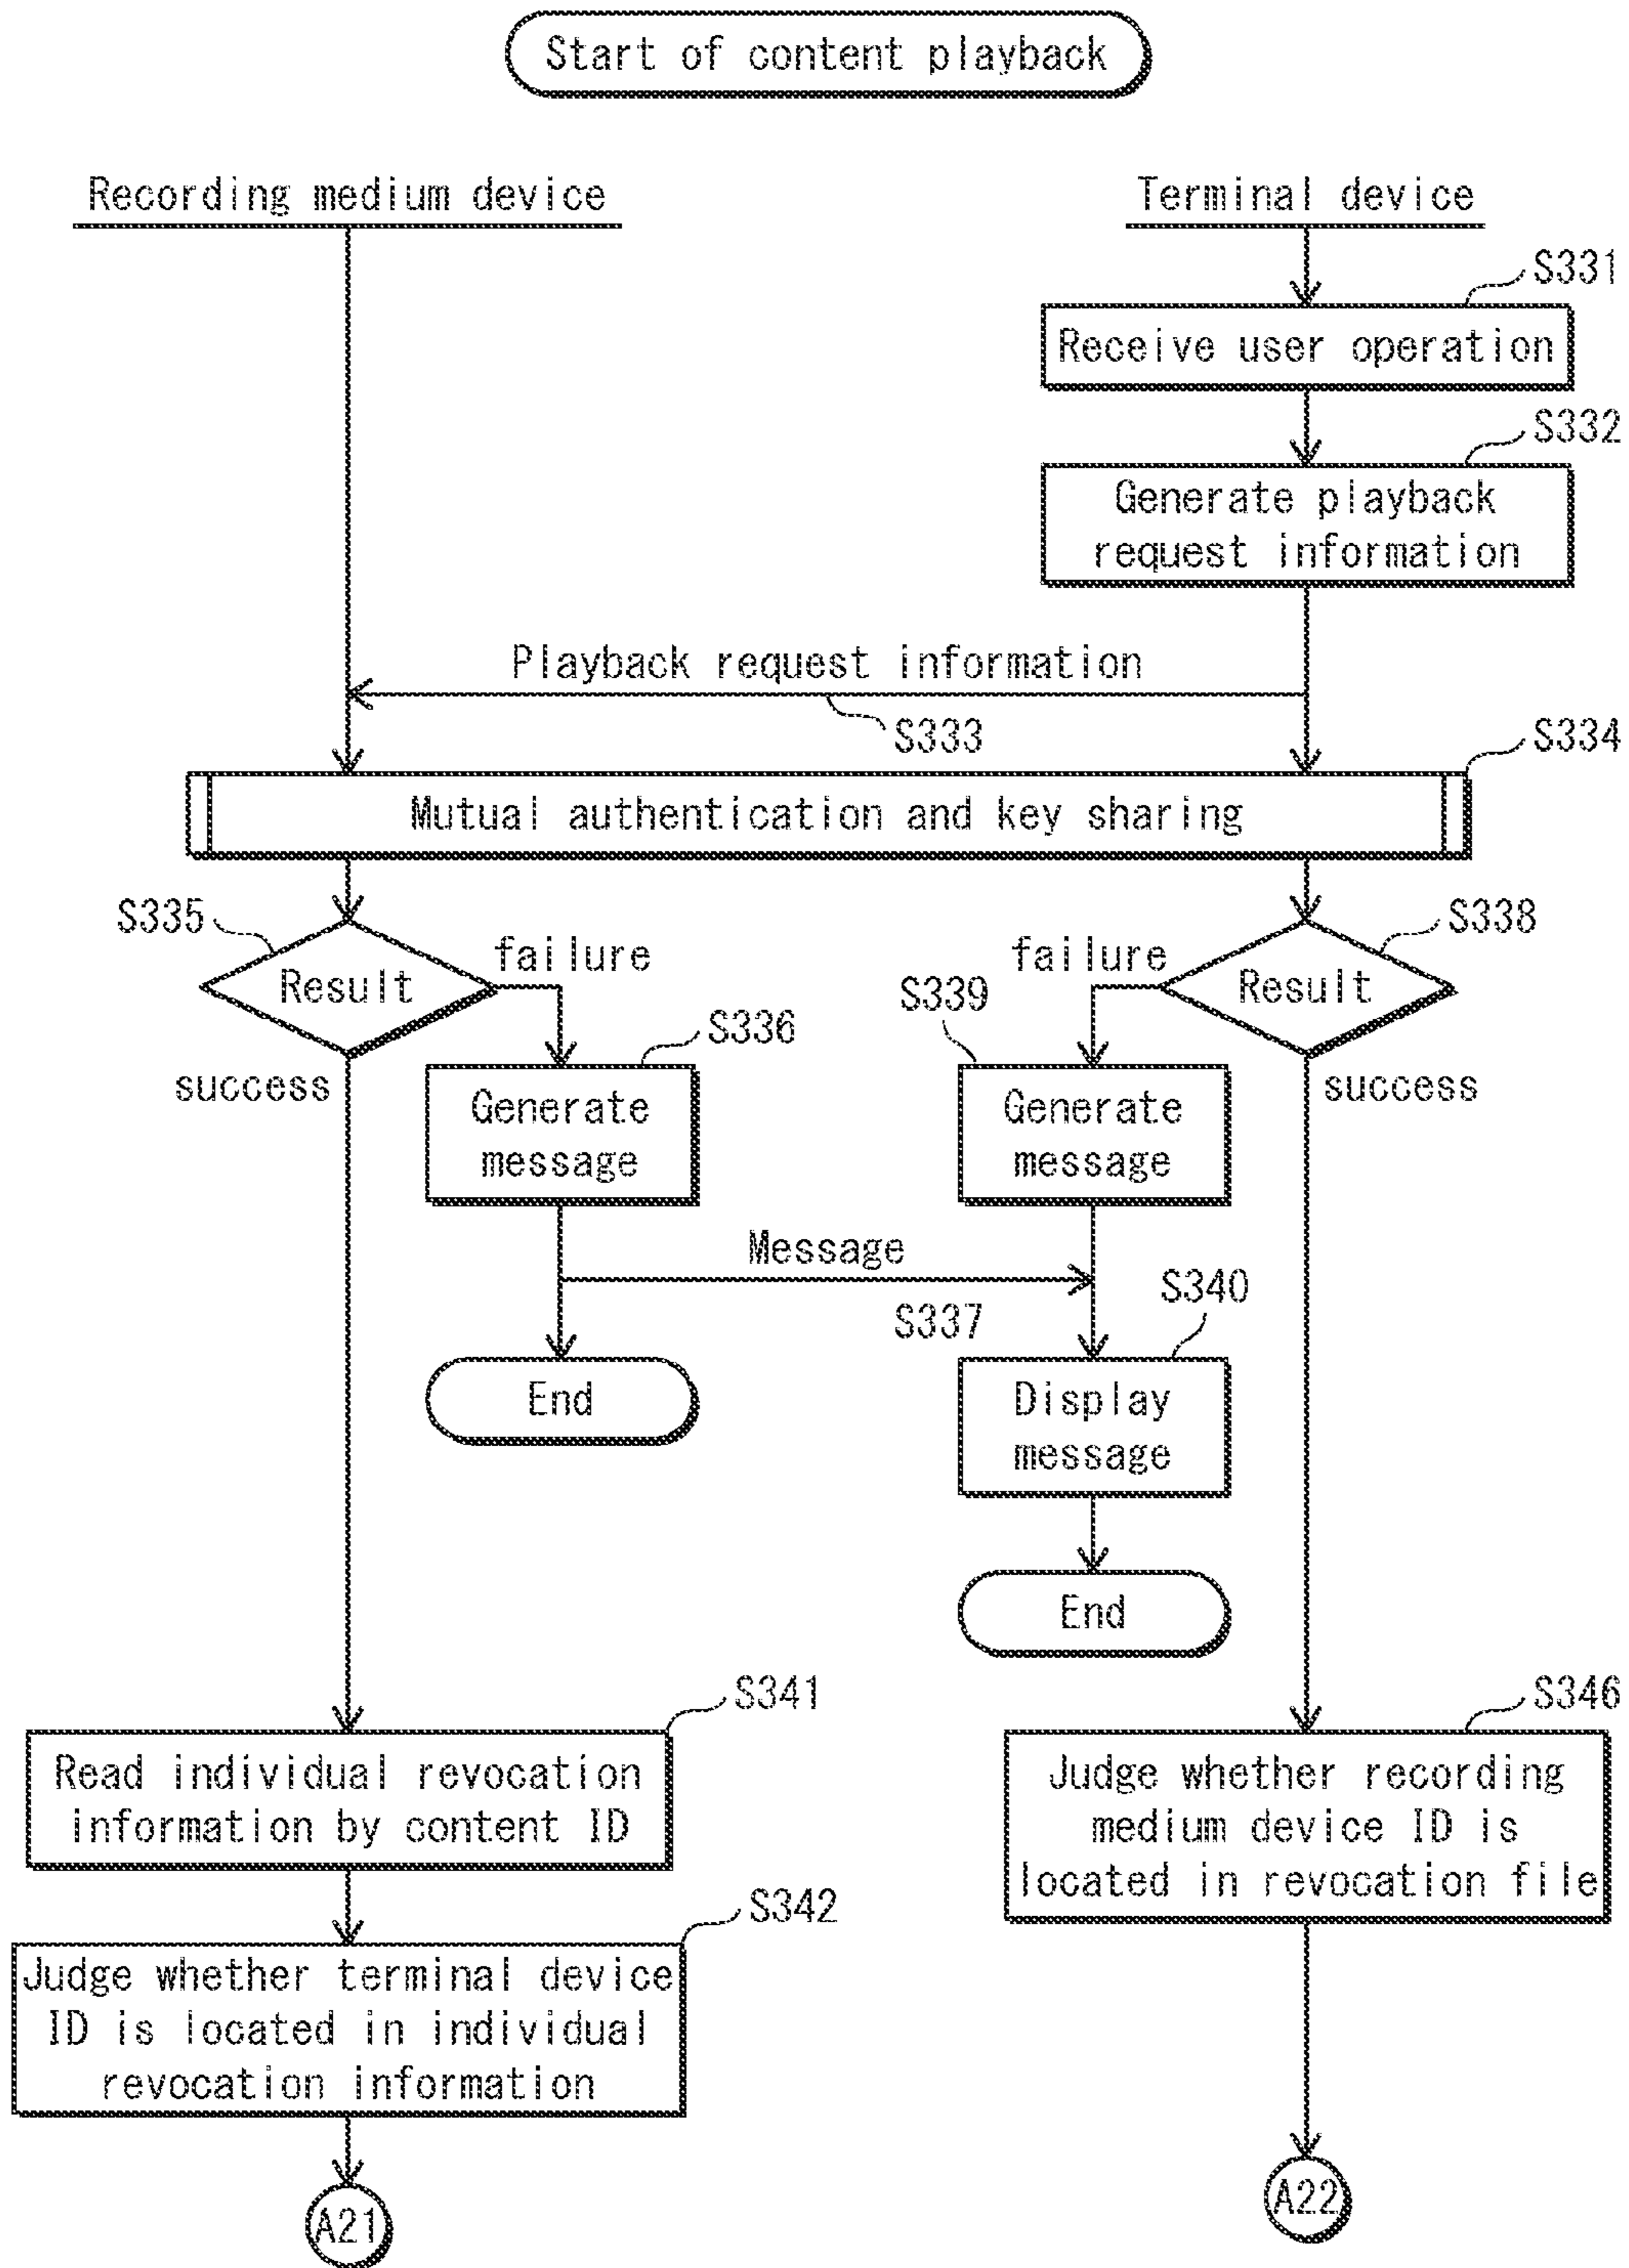 Start of content playback
Recording medium device
Terminal device
S331
Receive user operation
S332
Generate playback
request information
Playback request information
S333
S334
Mutual authentication and key sharing
S335
Result
failure
success
S338
Result
failure
success
S336
Generate
message
S339
Generate
message
Message
S337
End
S340
Display
message
End
S341
Read individual revocation
information by content ID
S346
Judge whether recording
medium device ID is
located in revocation file
S342
Judge whether terminal device
ID is located in individual
revocation information
A21
A22